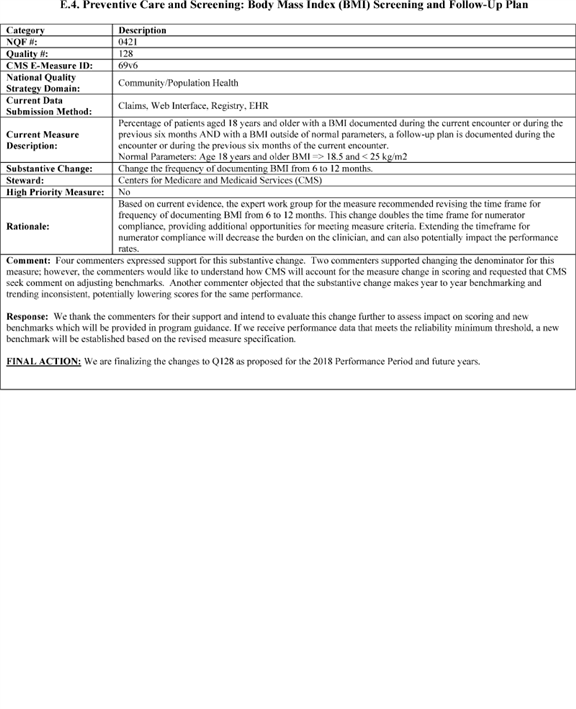 E.4. Preventive Care and Screening: Body Mass Index (BMI) Screening and Follow-Up Plan
Category Description
NQF #: 0421
Quality #: 128
CMS E-Measure ID: 69v6
National Quality
Strategy Domain: Community/Population Health
Current Data
Submission Method: Claims, Web Interface, Registry, EHR
Current Measure
Description:
Percentage of patients aged 18 years and older with a BMI documented during the current encounter or during the
previous six months AND with a BMI outside of normal parameters, a follow-up plan is documented during the
encounter or during the previous six months of the current encounter.
Normal Parameters: Age 18 years and older BMI => 18.5 and < 25 kg/m2
Substantive Change: Change the frequency of documenting BMI from 6 to 12 months.
Steward: Centers for Medicare and Medicaid Services (CMS)
High Priority Measure: No
Rationale:
Based on current evidence, the expert work group for the measure recommended revising the time frame for
frequency of documenting BMI from 6 to 12 months. This change doubles the time frame for numerator
compliance, providing additional opportunities for meeting measure criteria. Extending the timeframe for
numerator compliance will decrease the burden on the clinician, and can also potentially impact the performance
rates.
Comment: Four commenters expressed support for this substantive change. Two commenters supported changing the denominator for this
measure; however, the commenters would like to understand how CMS will account for the measure change in scoring and requested that CMS
seek comment on adjusting benchmarks. Another commenter objected that the substantive change makes year to year benchmarking and
trending inconsistent, potentially lowering scores for the same performance.
Response: We thank the commenters for their support and intend to evaluate this change further to assess impact on scoring and new
benchmarks which will be provided in program guidance. If we receive performance data that meets the reliability minimum threshold, a new
benchmark will be established based on the revised measure specification.
FINAL ACTION: We are finalizing the changes to Q128 as proposed for the 2018 Performance Period and future years.